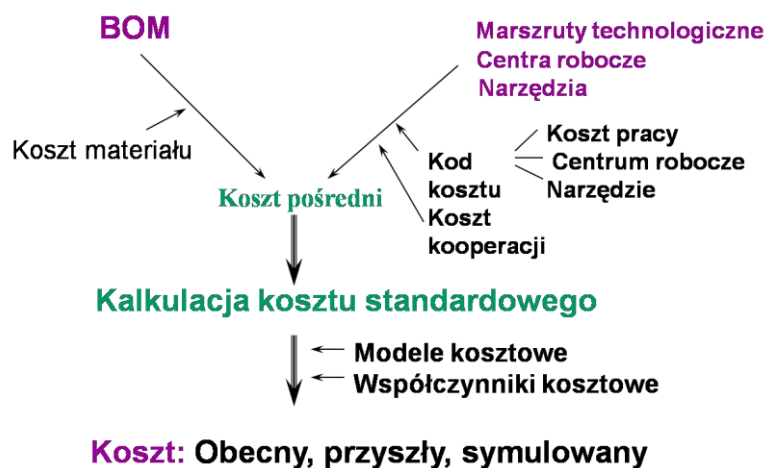 BOM
Marszruty technologiczne
Centra robocze
Narzędzia
Koszt materiału
Kod
kosztu
Koszt
kooperacji
Koszt pracy
Centrum robocze
Narzędzie
Koszt pośredni
Kalkulacja kosztu standardowego
Modele kosztowe
Współczynniki kosztowe
Koszt: Obecny, przyszły, symulowany